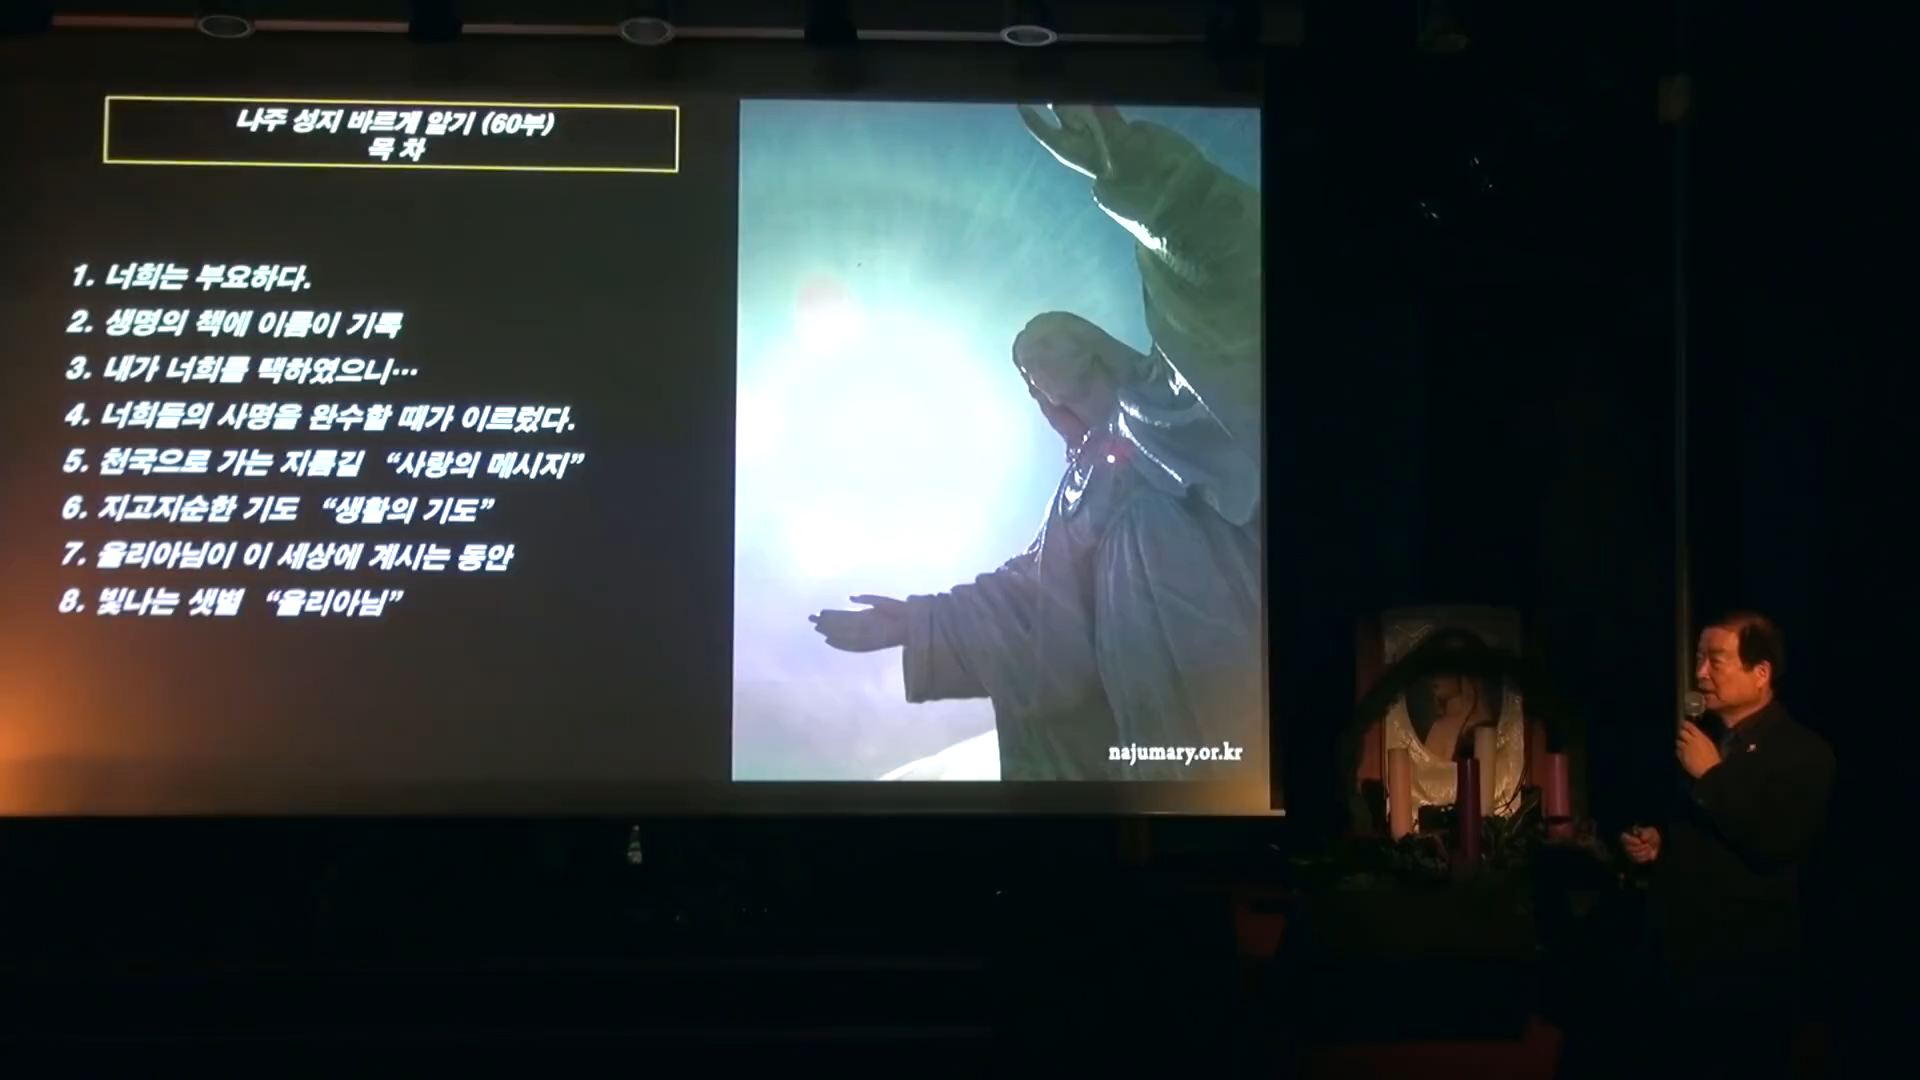 나주 성지 바르게 알기 (60부)
목 차
1. 너희는 부요하다.
2. 생명의 책에 이름이 기록
3. 내가 너희를 택하였으니…
4. 너희들의 사명을 완수할 때가 이르렀다.
5. 천국으로 가는 지름길 “사랑의 메시지”
6. 지고지순한 기도 “생활의 기도”
7. 율리아님이 이 세상에 계시는 동안
8. 빛나는 샛별 “율리아님”
najumary.or.kr